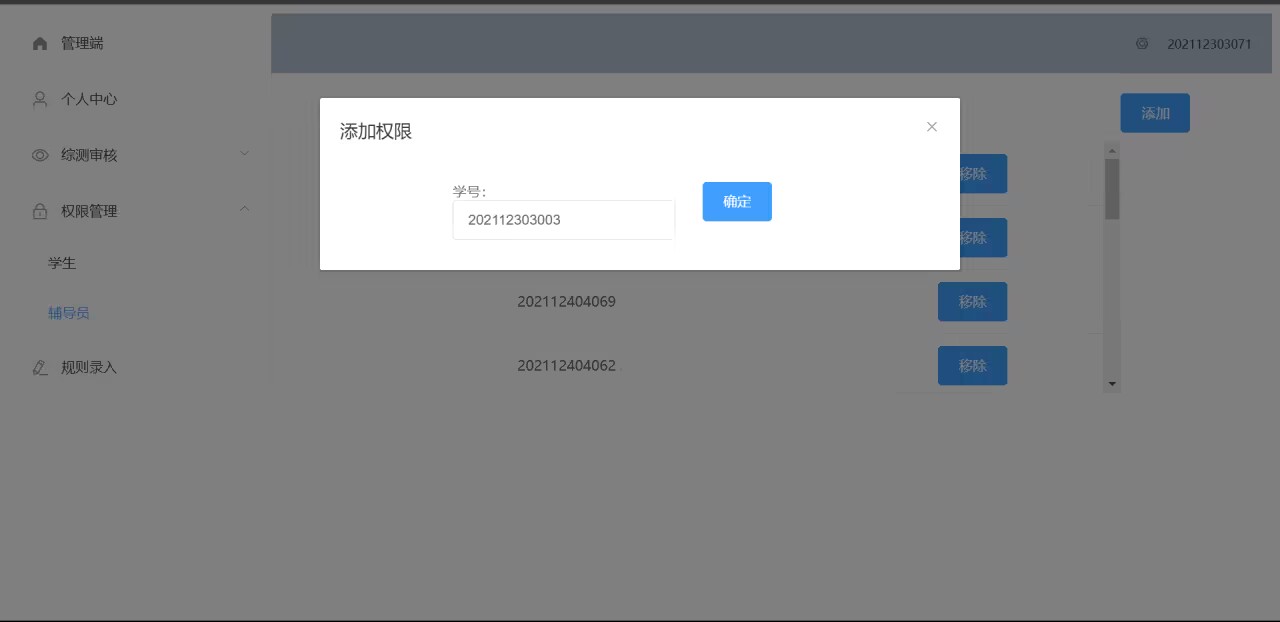 管理端
202112303071
个人中心
添加
添加权限
综测审核
移除
学号：
确定
202112303003
权限管理
移除
学生
辅导员
202112404069
移除
规则录入
202112404062
移除